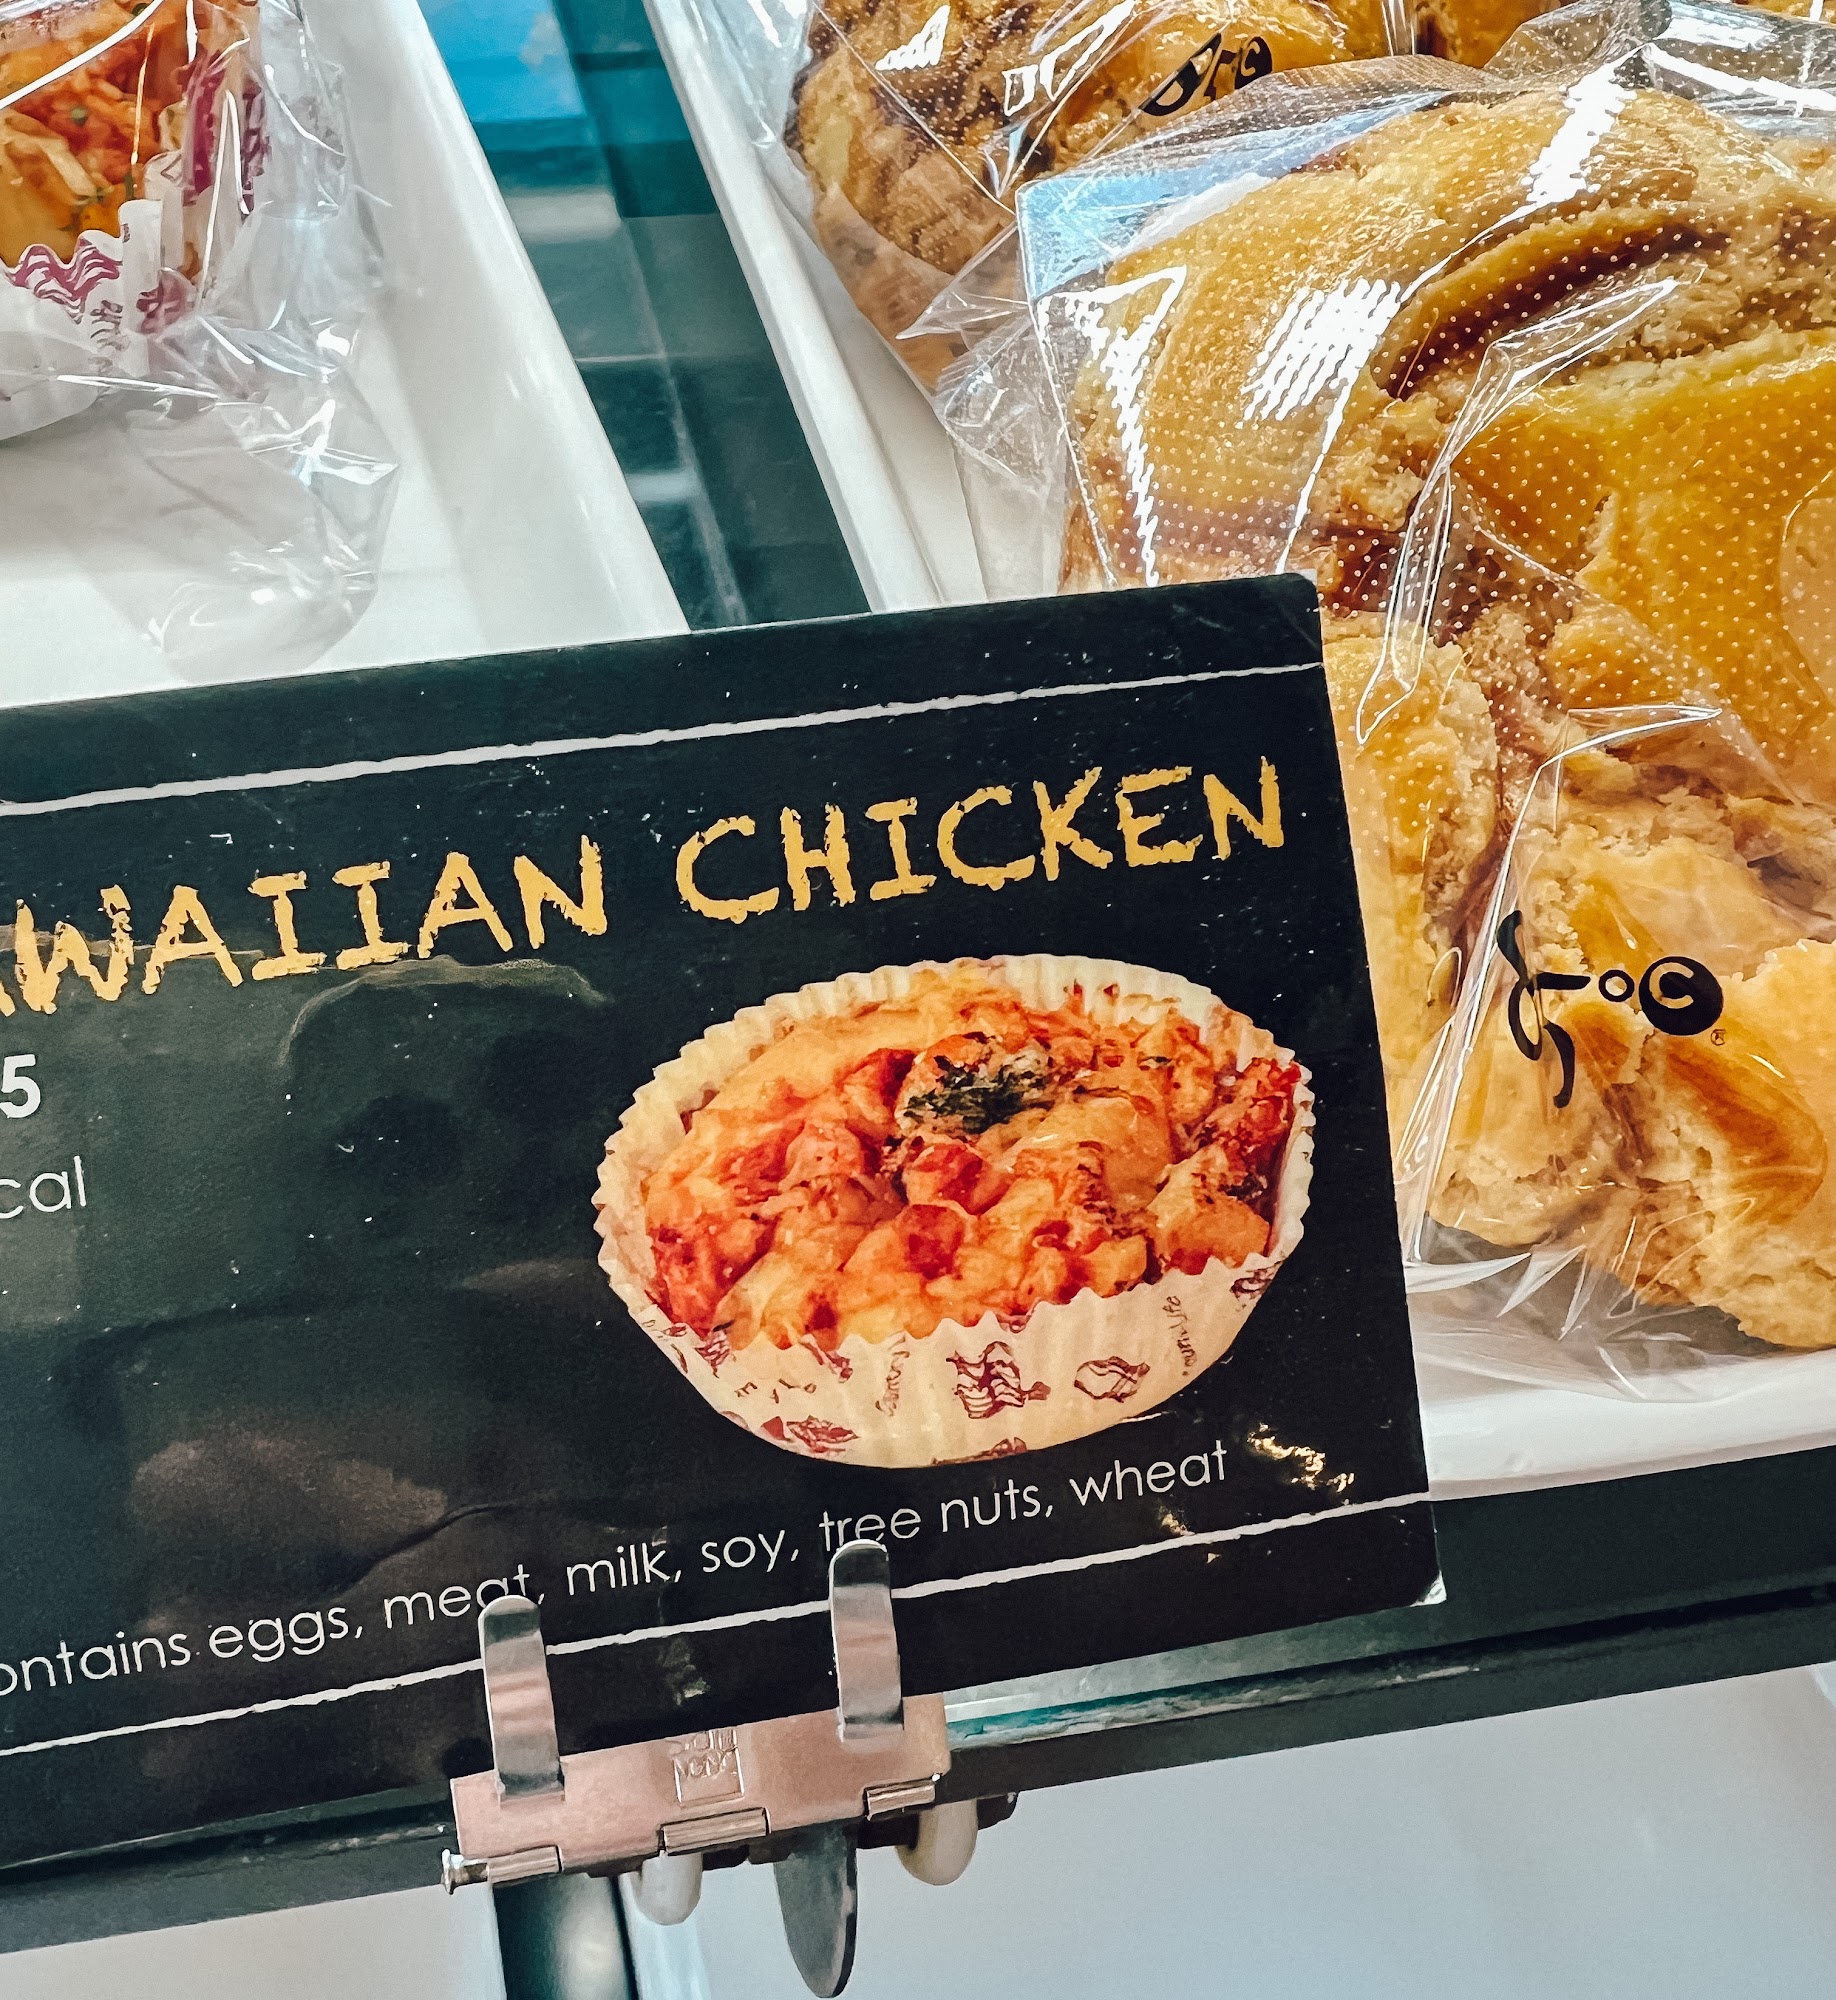 AWAIIAN CHICKEN
5
cal
ontains eggs, meat, milk, soy, tree nuts, wheat